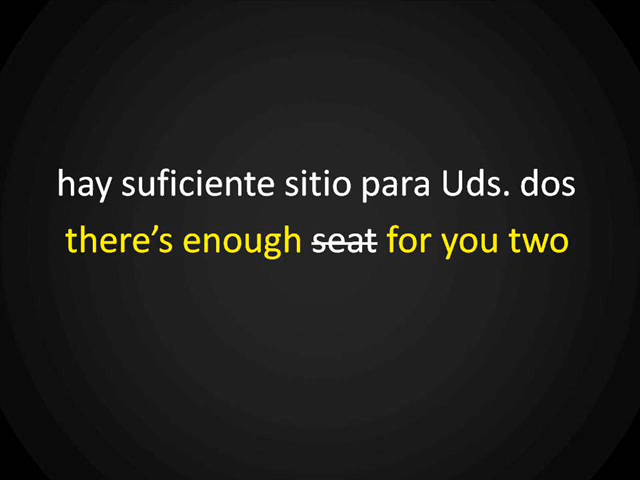 hay suficiente sitio para Uds. dos
there’s enough seat for you two